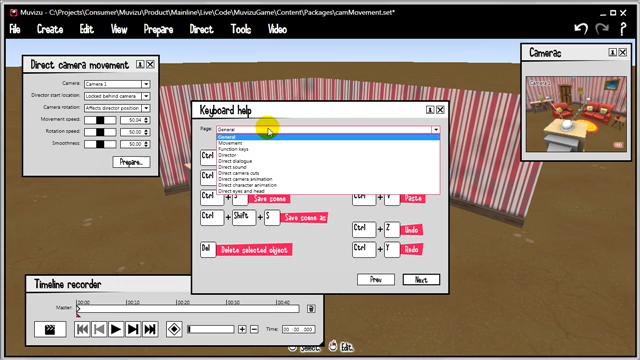 Muvizu - C:\Projects\Consumer\Muvizu\Product\Mainline\Live\Code\MuvizuGame\Content\Packages\camMovement.set*
File Create Edit View Prepare Direct Tools Video
Direct camera movement
Camera: Camera 1
Director start location: Locked behind camera
Camera rotation: Affects director position
Movement speed: 50.04
Rotation speed: 50.00
Smoothness: 50.00
Prepare...
Cameras
Keyboard help
Page: General
General
Movement
Function keys
Director
Direct dialogue
Direct sound
Direct camera cuts
Direct camera animation
Direct character animation
Direct eyes and head
Ctrl
Ctrl
Ctrl + S Save scene
Ctrl + V Paste
Ctrl + Shift + S Save scene as
Ctrl + Z Undo
Del Delete selected object
Ctrl + Y Redo
Prev Next
Timeline recorder
Master: 00:00 00:10 00:20 00:30 00:40
Time: 00 : 00 . 000
Select. Edit.